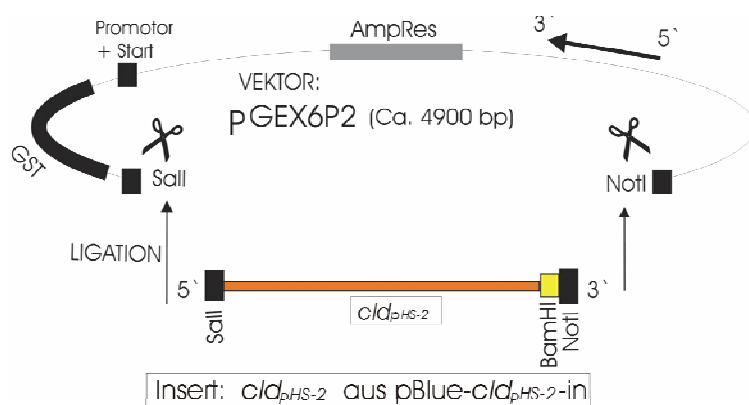 Promotor
+ Start
AmpRes
3`
5`
VEKTOR:
pGEX6P2 (Ca. 4900 bp)
GST
SalI
NotI
LIGATION
5`
3`
cldpHS-2
SalI
BamHI
NotI
Insert: cldpHS-2 aus pBlue-cldpHS-2-in